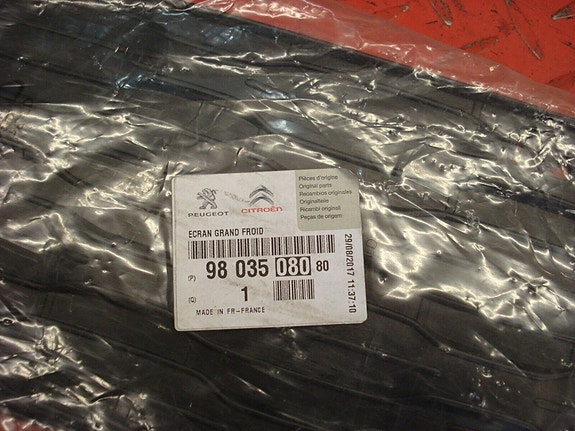 PEUGEOT CITROËN
Pièces d'origine
Original parts
Recambios originales
Originalteile
Ricambi originali
Peças de origem
ECRAN GRAND FROID
(P) 98 035 080 80
(Q) 1
MADE IN FR-FRANCE
29/08/2017 11:37:10